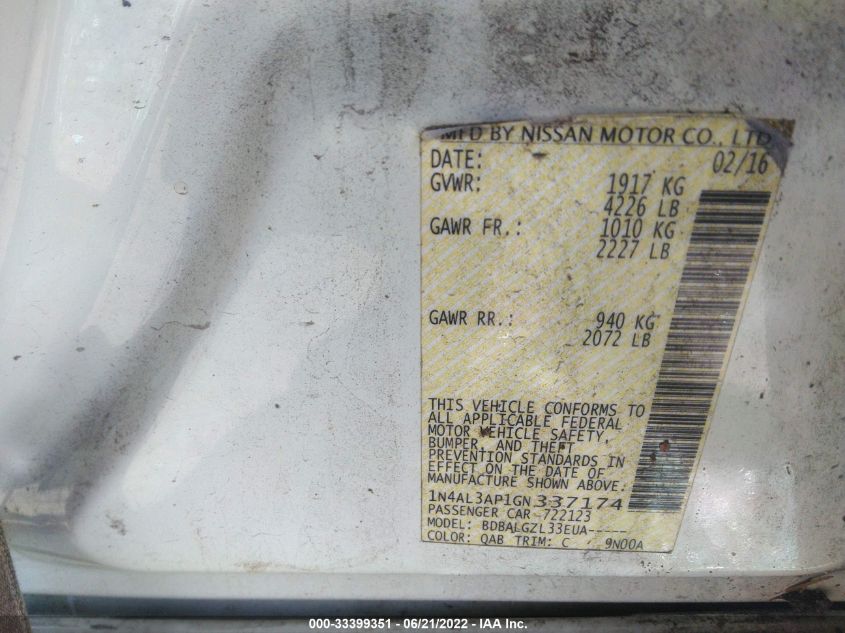 MFD BY NISSAN MOTOR CO., LTD
DATE: 02/16
GVWR: 1917 KG
4226 LB
GAWR FR.: 1010 KG
2227 LB
GAWR RR.: 940 KG
2072 LB
THIS VEHICLE CONFORMS TO
ALL APPLICABLE FEDERAL
MOTOR VEHICLE SAFETY,
BUMPER, AND THEFT
PREVENTION STANDARDS IN
EFFECT ON THE DATE OF
MANUFACTURE SHOWN ABOVE.
1N4AL3AP1GN337174
PASSENGER CAR 722123
MODEL: BDBALGZL33EUA-----
COLOR: QAB TRIM: C 9N00A
000-33399351 - 06/21/2022 - IAA Inc.